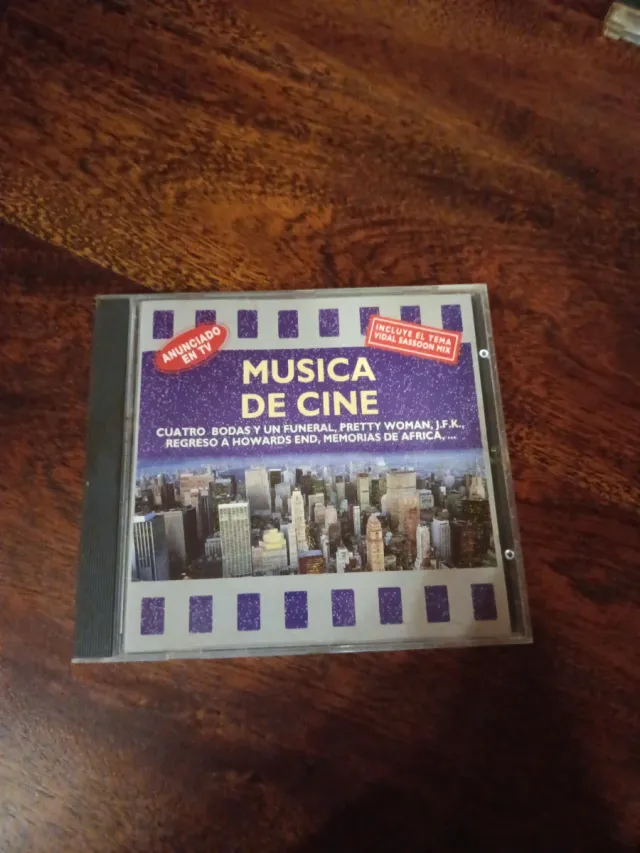 ANUNCIADO
EN TV
INCLUYE EL TEMA
VIDAL SASSOON MIX
MUSICA
DE CINE
CUATRO BODAS Y UN FUNERAL, PRETTY WOMAN, J.F.K.,
REGRESO A HOWARDS END, MEMORIAS DE AFRICA, ...